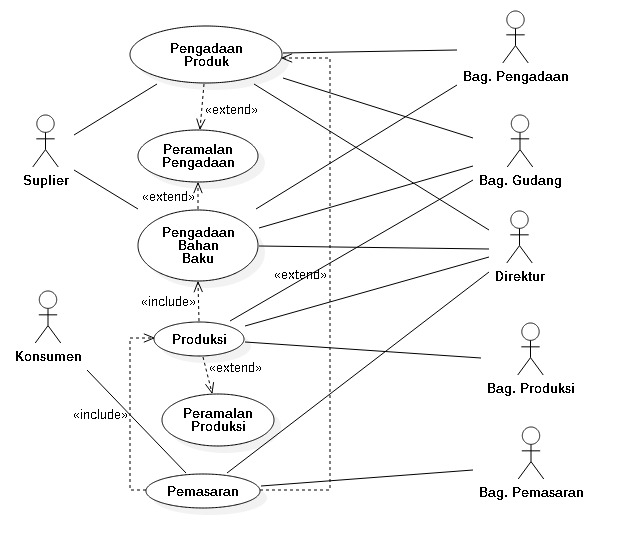 Pengadaan
Produk
Bag. Pengadaan
«extend»
Peramalan
Pengadaan
Suplier
Bag. Gudang
«extend»
Pengadaan
Bahan
Baku
«extend»
Direktur
«include»
Produksi
Konsumen
«extend»
Bag. Produksi
«include»
Peramalan
Produksi
Pemasaran
Bag. Pemasaran